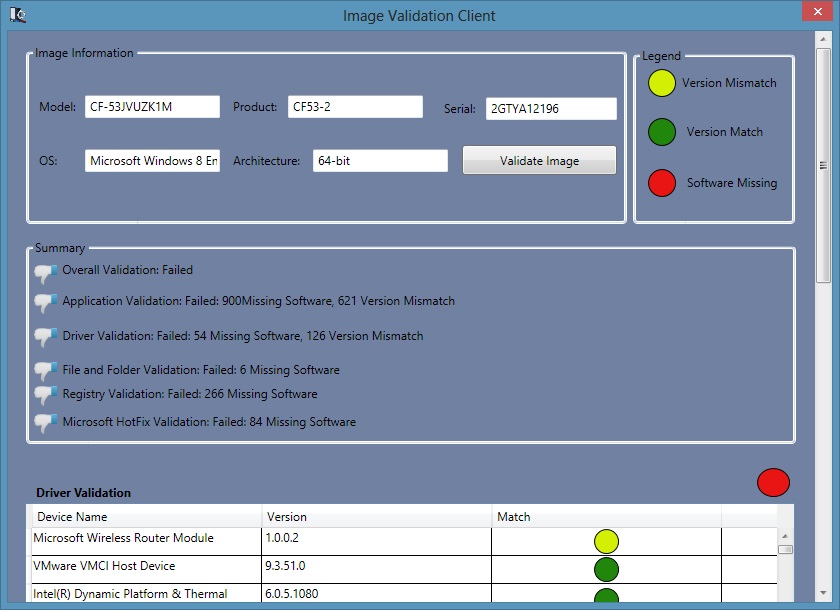 Image Validation Client
Image Information
Model: CF-53JVUZK1M Product: CF53-2 Serial: 2GTYA12196
OS: Microsoft Windows 8 En Architecture: 64-bit Validate Image
Legend
Version Mismatch
Version Match
Software Missing
Summary
Overall Validation: Failed
Application Validation: Failed: 900Missing Software, 621 Version Mismatch
Driver Validation: Failed: 54 Missing Software, 126 Version Mismatch
File and Folder Validation: Failed: 6 Missing Software
Registry Validation: Failed: 266 Missing Software
Microsoft HotFix Validation: Failed: 84 Missing Software
Driver Validation
Device Name Version Match
Microsoft Wireless Router Module 1.0.0.2
VMware VMCI Host Device 9.3.51.0
Intel(R) Dynamic Platform & Thermal 6.0.5.1080